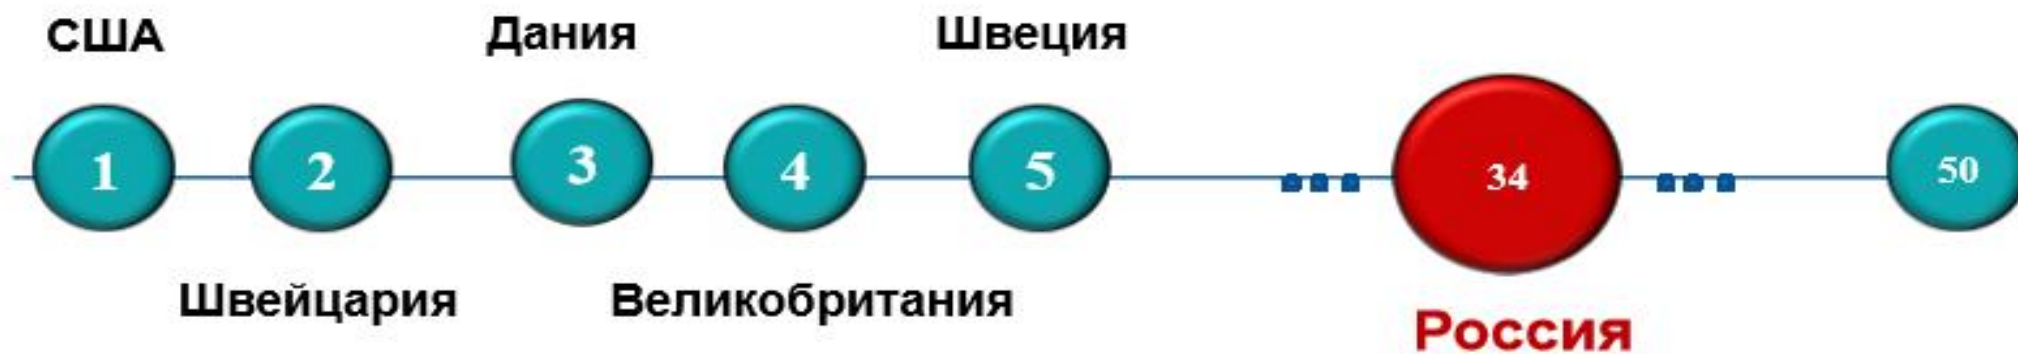 США Дания Швеция
1 2 3 4 5 34 50
Швейцария Великобритания Россия